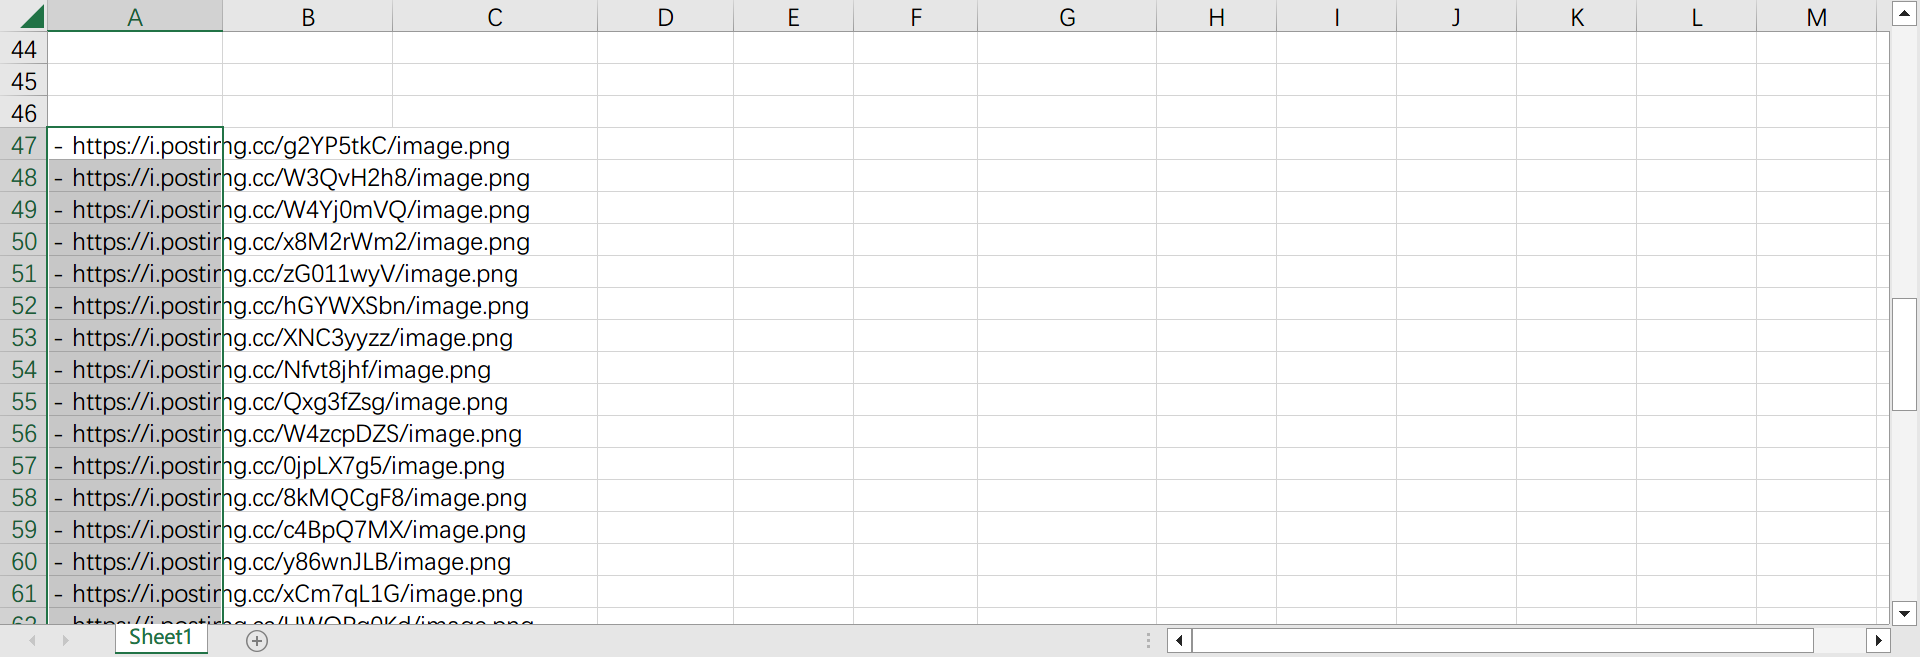 A B C D E F G H I J K L M
44
45
46
47 - https://i.postimg.cc/g2YP5tkC/image.png
48 - https://i.postimg.cc/W3QvH2h8/image.png
49 - https://i.postimg.cc/W4Yj0mVQ/image.png
50 - https://i.postimg.cc/x8M2rWm2/image.png
51 - https://i.postimg.cc/zG011wyV/image.png
52 - https://i.postimg.cc/hGYWXSbn/image.png
53 - https://i.postimg.cc/XNC3yyzz/image.png
54 - https://i.postimg.cc/Nfvt8jhf/image.png
55 - https://i.postimg.cc/Qxg3fZsg/image.png
56 - https://i.postimg.cc/W4zcpDZS/image.png
57 - https://i.postimg.cc/0jpLX7g5/image.png
58 - https://i.postimg.cc/8kMQCgF8/image.png
59 - https://i.postimg.cc/c4BpQ7MX/image.png
60 - https://i.postimg.cc/y86wnJLB/image.png
61 - https://i.postimg.cc/xCm7qL1G/image.png
Sheet1